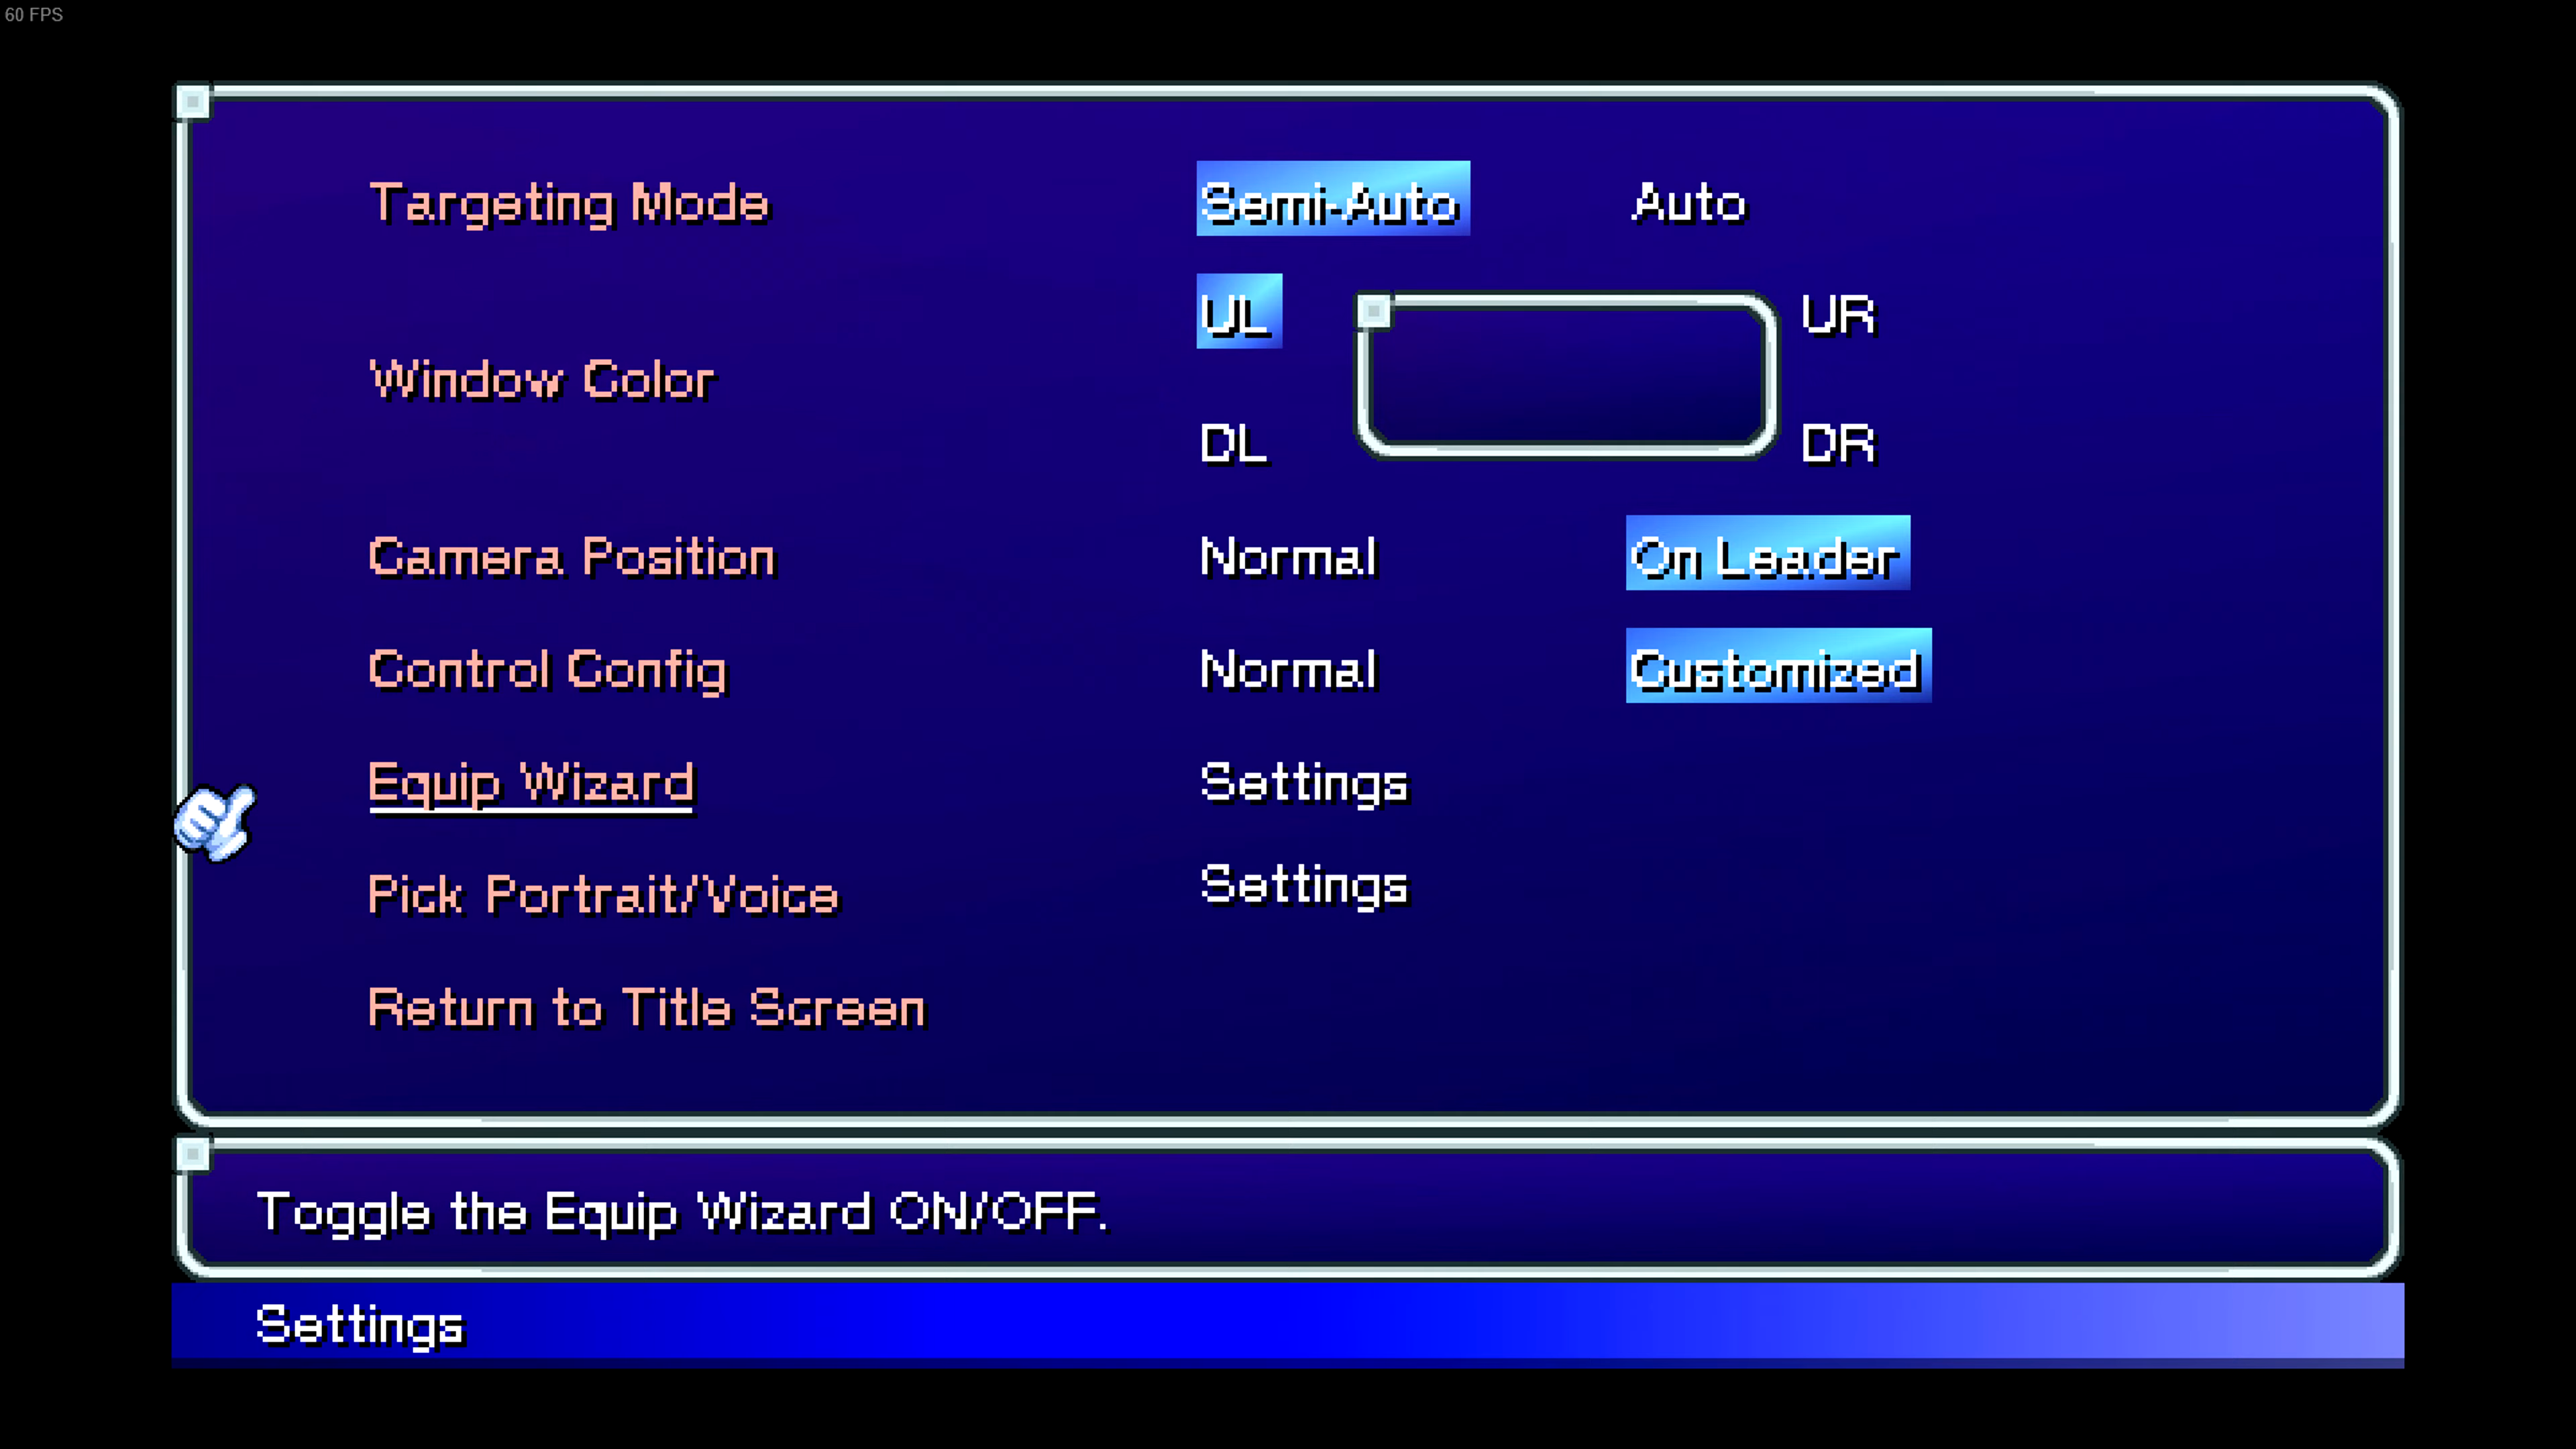 60 FPS
Targeting Mode Semi-Auto Auto
UL UR
Window Color
DL DR
Camera Position Normal On Leader
Control Config Normal Customized
Equip Wizard Settings
Pick Portrait/Voice Settings
Return to Title Screen
Toggle the Equip Wizard ON/OFF.
Settings